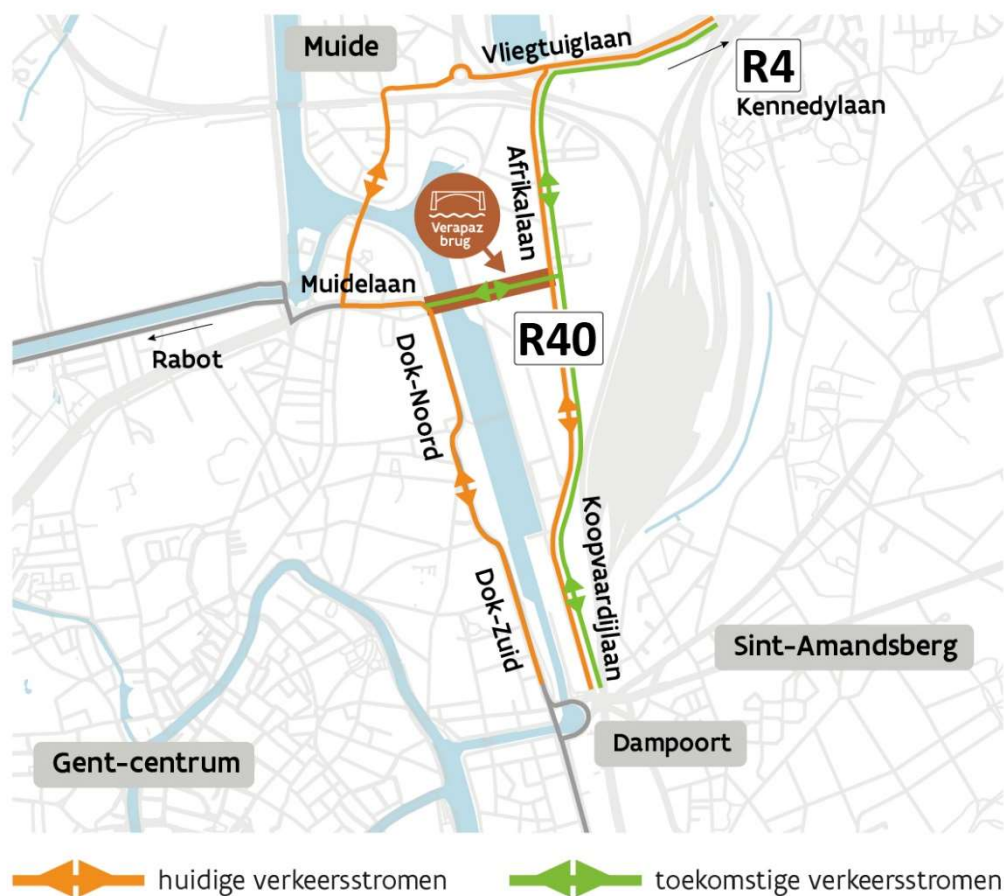 Muide
Vliegtuiglaan
R4
Kennedylaan
Afrikalaan
Verapaz
brug
Muidelaan
R40
Rabot
Dok-Noord
Koopvaardijlaan
Dok-Zuid
Sint-Amandsberg
Dampoort
Gent-centrum
huidige verkeersstromen
toekomstige verkeersstromen